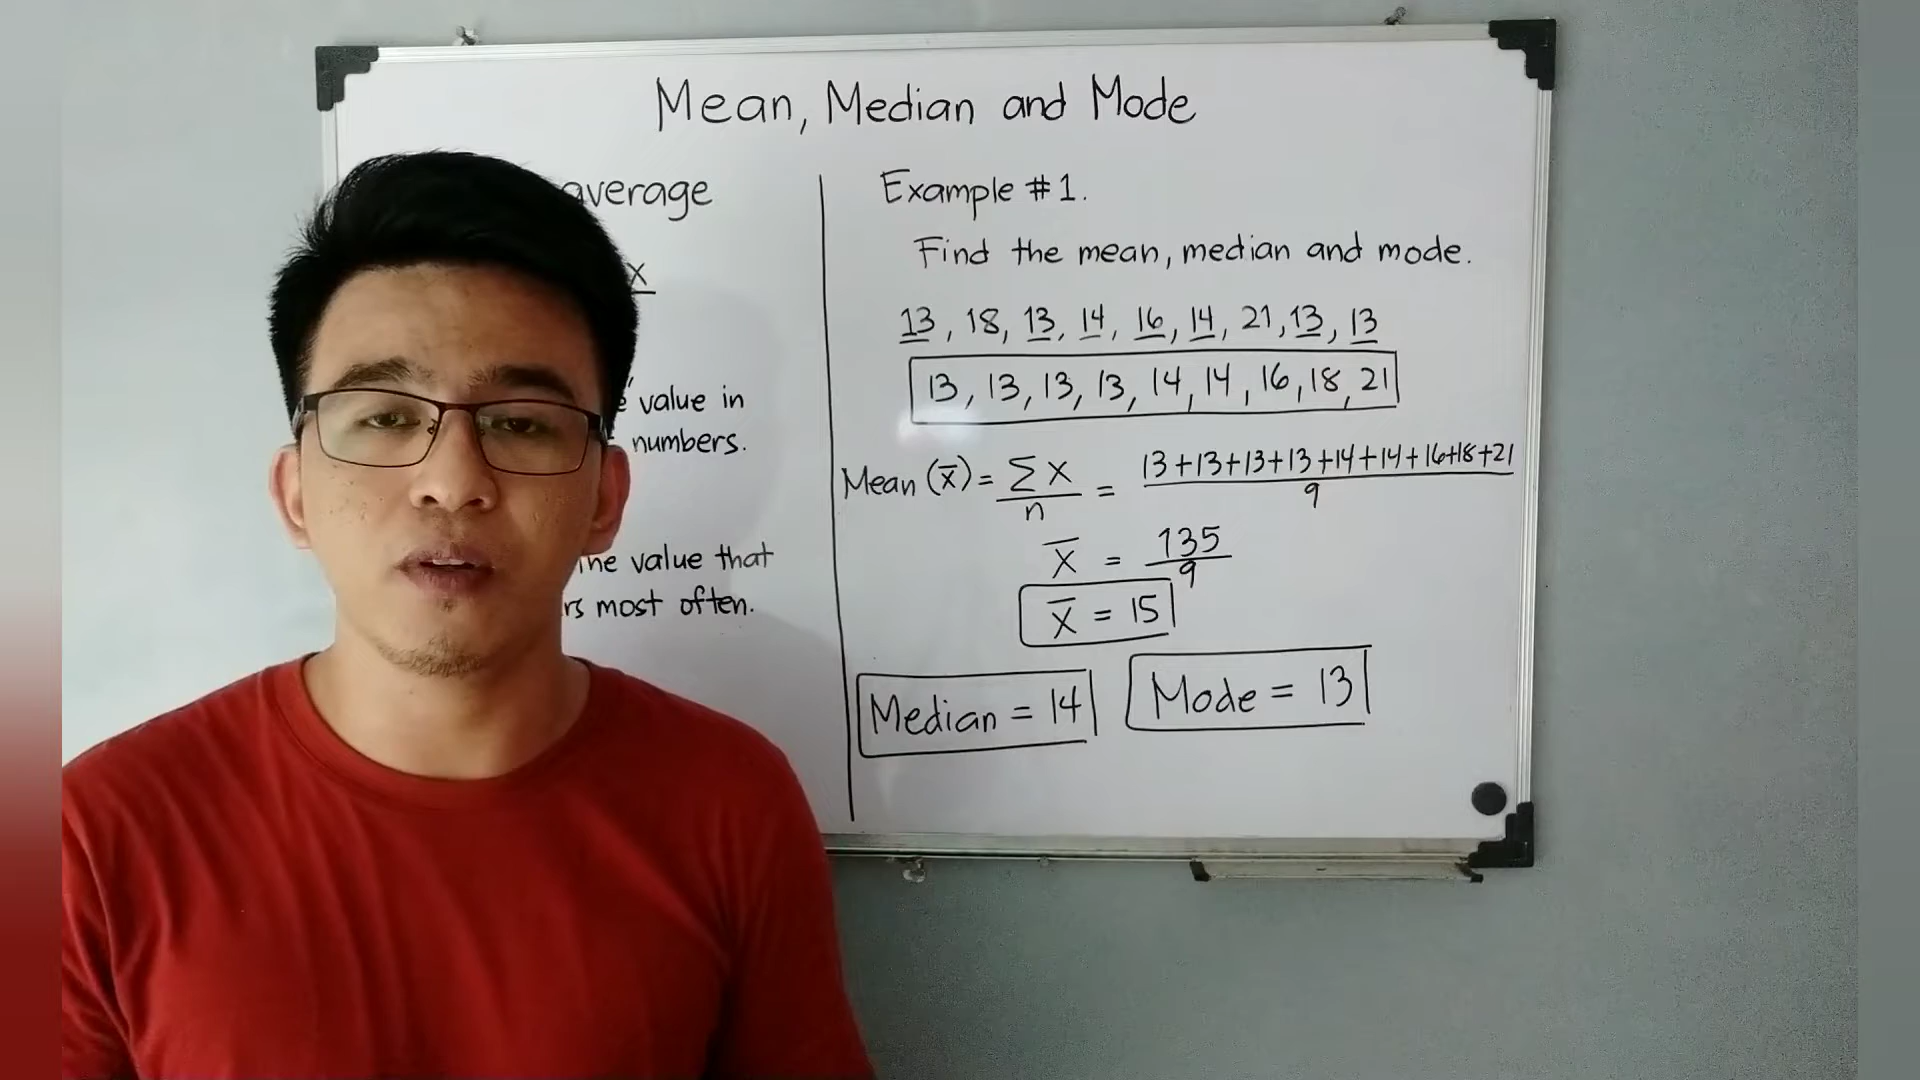 Mean, Median and Mode
average
x
value in
numbers.
the value that
rs most often.
Example #1.
Find the mean, median and mode.
13, 18, 13, 14, 16, 14, 21, 13, 13
13, 13, 13, 13, 14, 14, 16, 18, 21
Mean (x̅) = Σx/n = 13+13+13+13+14+14+16+18+21/9
x̅ = 135/9
x̅ = 15
Median = 14
Mode = 13